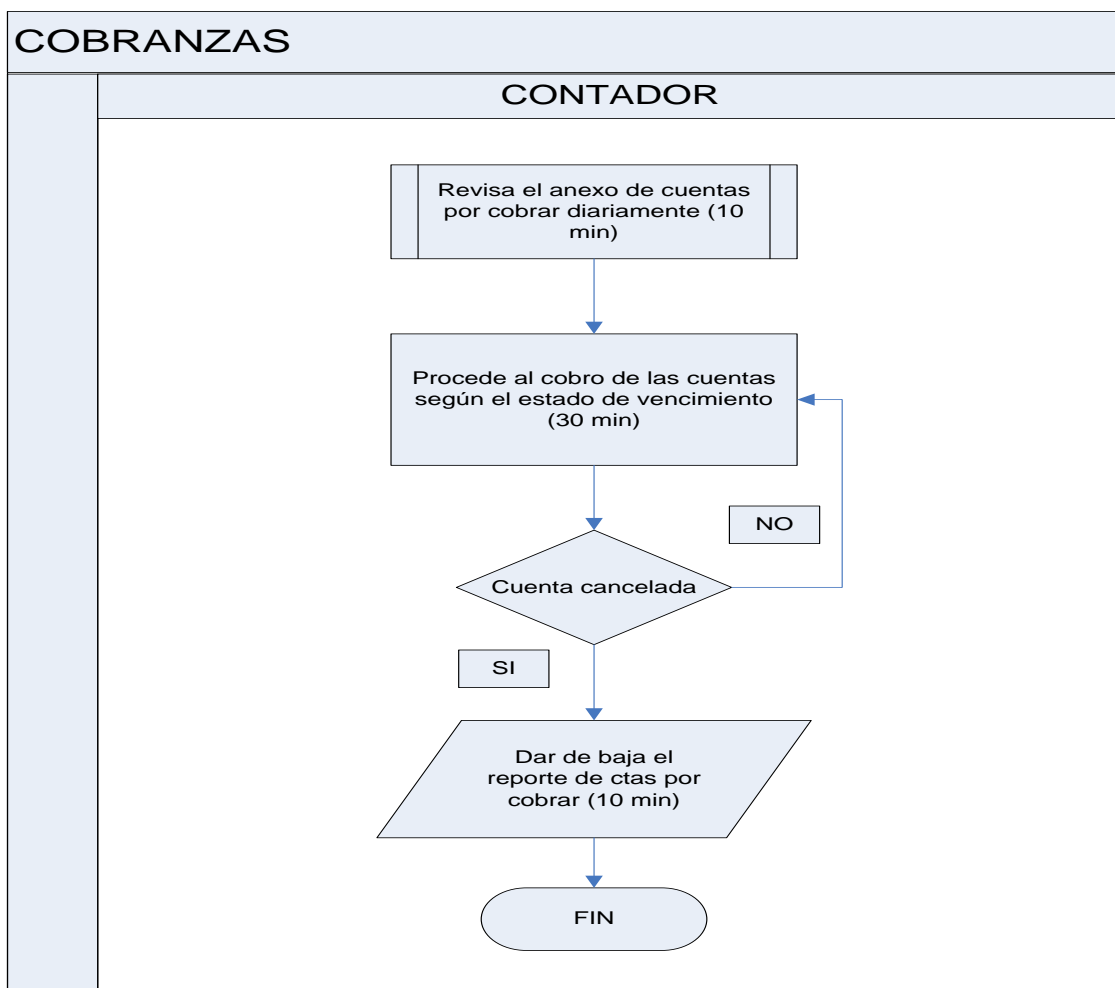 COBRANZAS
CONTADOR
Revisa el anexo de cuentas
por cobrar diariamente (10
min)
Procede al cobro de las cuentas
según el estado de vencimiento
(30 min)
NO
Cuenta cancelada
SI
Dar de baja el
reporte de ctas por
cobrar (10 min)
FIN